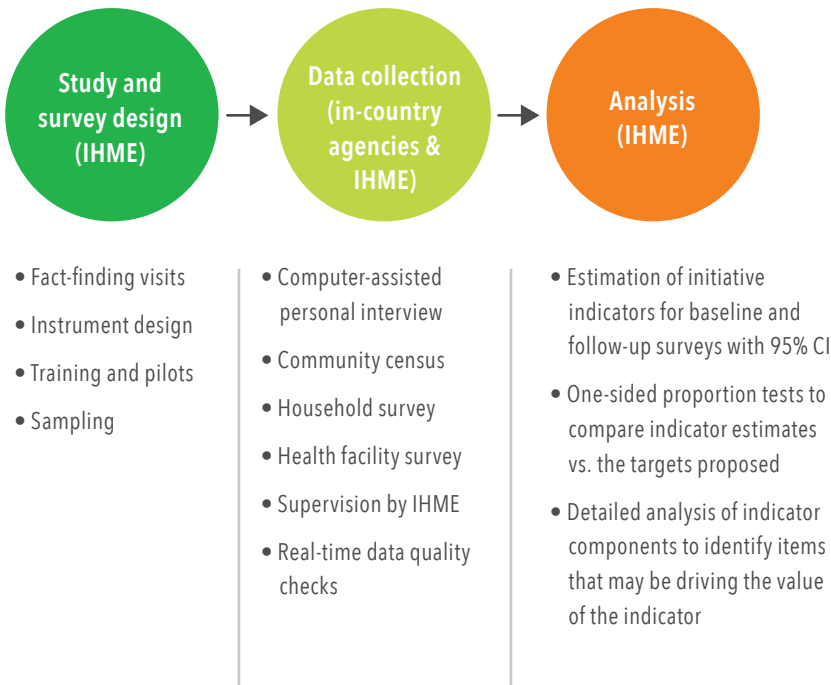 Study and
survey design
(IHME)
Data collection
(in-country
agencies &
IHME)
Analysis
(IHME)
• Fact-finding visits
• Instrument design
• Training and pilots
• Sampling
• Computer-assisted
personal interview
• Community census
• Household survey
• Health facility survey
• Supervision by IHME
• Real-time data quality
checks
• Estimation of initiative
indicators for baseline and
follow-up surveys with 95% CI
• One-sided proportion tests to
compare indicator estimates
vs. the targets proposed
• Detailed analysis of indicator
components to identify items
that may be driving the value
of the indicator